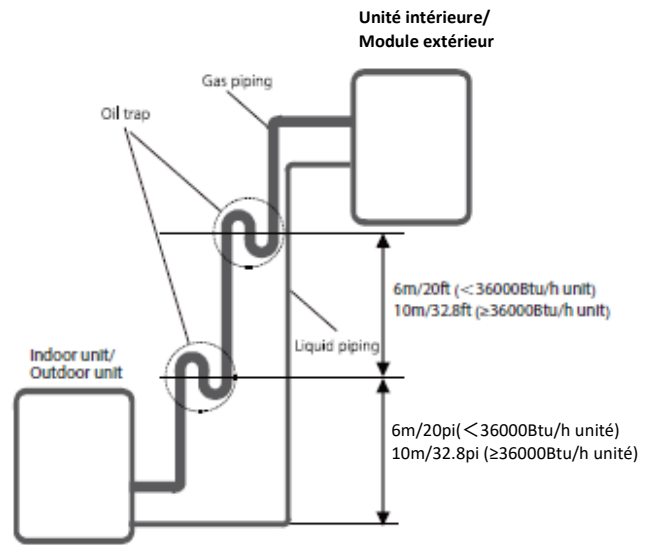 Unité intérieure/
Module extérieur
Gas piping
Oil trap
6m/20ft (<36000Btu/h unit)
10m/32.8ft (≥36000Btu/h unit)
Liquid piping
Indoor unit/
Outdoor unit
6m/20pi(<36000Btu/h unité)
10m/32.8pi (≥36000Btu/h unité)